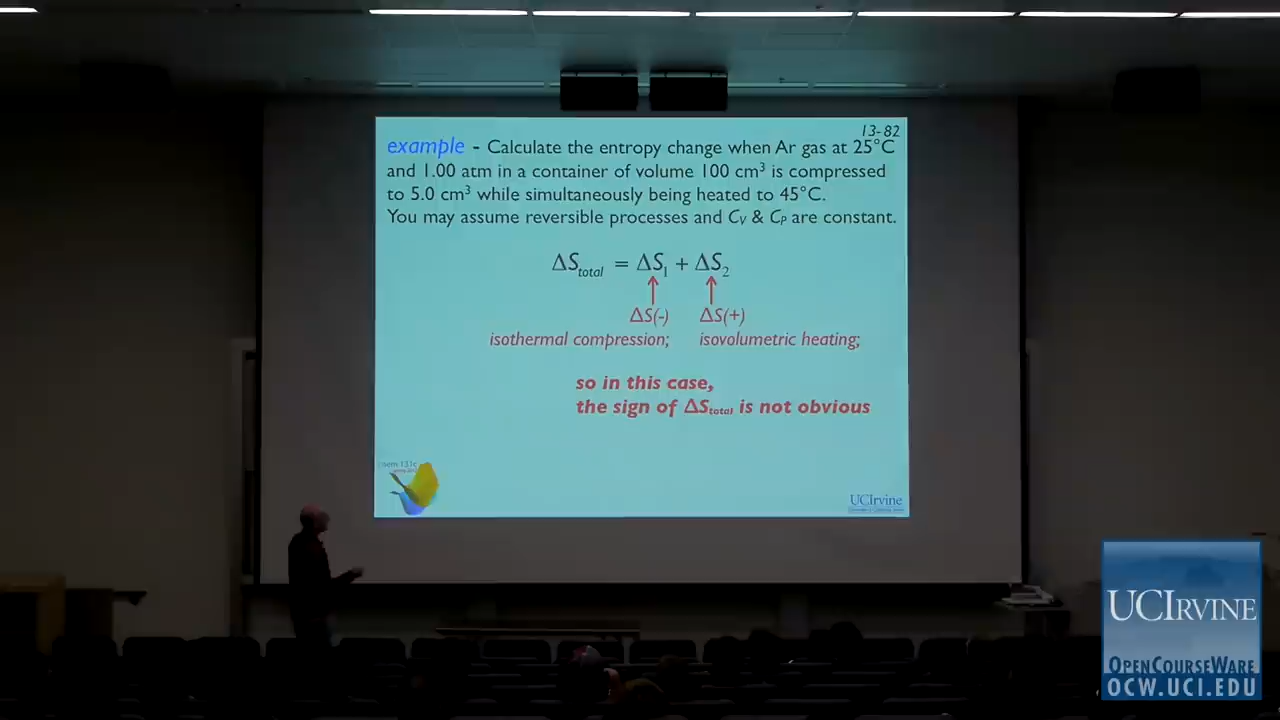 13-82
example - Calculate the entropy change when Ar gas at 25°C
and 1.00 atm in a container of volume 100 cm³ is compressed
to 5.0 cm³ while simultaneously being heated to 45°C.
You may assume reversible processes and Cᵥ & Cₚ are constant.
ΔS_total = ΔS₁ + ΔS₂
ΔS(-) ΔS(+)
isothermal compression; isovolumetric heating;
so in this case,
the sign of ΔS_total is not obvious
UCIrvine
UCIRVINE
OPENCOURSEWARE
OCW.UCI.EDU